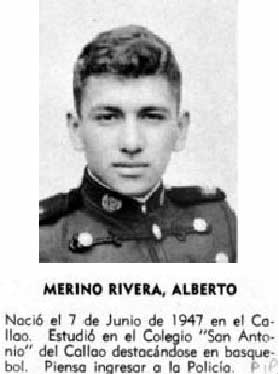 MERINO RIVERA, ALBERTO
Nació el 7 de Junio de 1947 en el Ca-
llao. Estudió en el Colegio "San Anto-
nio" del Callao destacándose en basque-
bol. Piensa ingresar a la Policía. PIP